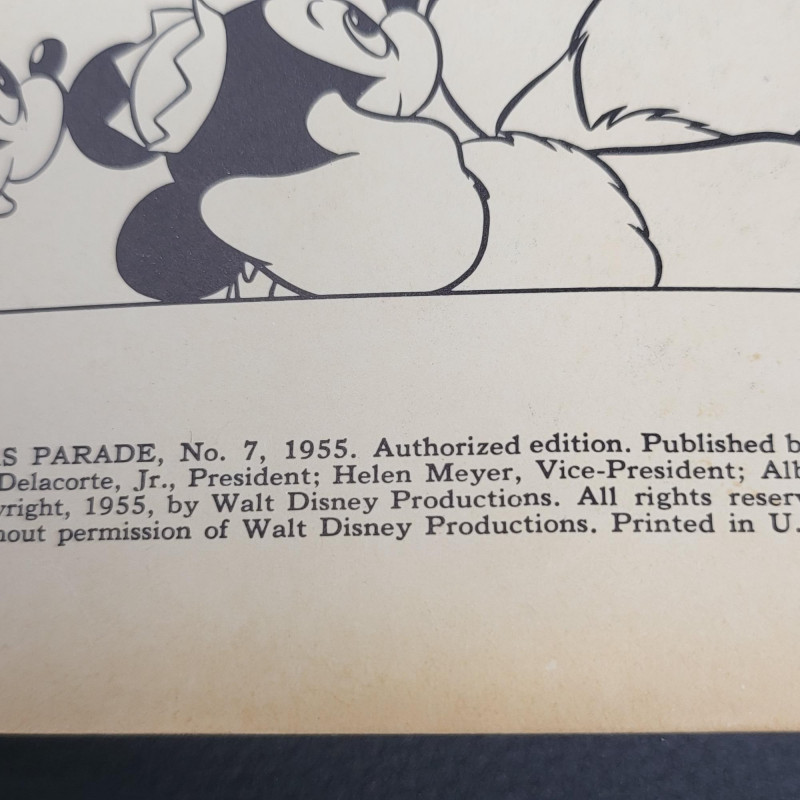 S PARADE, No. 7, 1955. Authorized edition. Published b
Delacorte, Jr., President; Helen Meyer, Vice-President; Alb
yright, 1955, by Walt Disney Productions. All rights reserv
hout permission of Walt Disney Productions. Printed in U.